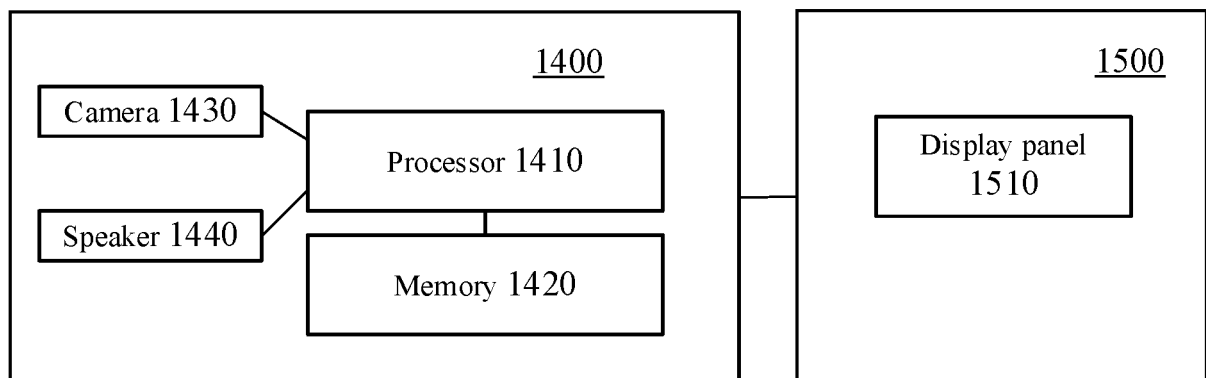 1400
Camera 1430
Processor 1410
Speaker 1440
Memory 1420
1500
Display panel
1510